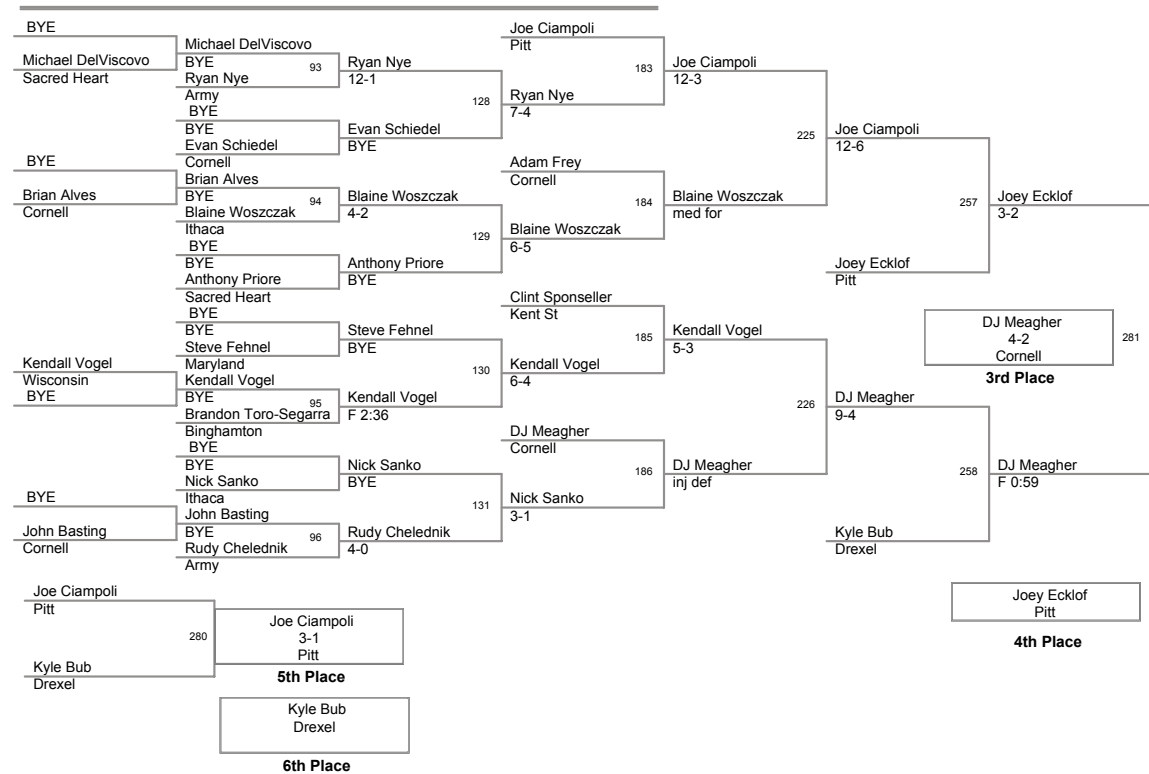 BYE
Michael DelViscovo
Sacred Heart
BYE
Brian Alves
Cornell
Kendall Vogel
Wisconsin
BYE
BYE
John Basting
Cornell
Michael DelViscovo
BYE
93
Ryan Nye
Army
BYE
BYE
Evan Schiedel
Cornell
Brian Alves
BYE
94
Blaine Woszczak
Ithaca
BYE
BYE
Anthony Priore
Sacred Heart
BYE
BYE
Steve Fehnel
Maryland
Kendall Vogel
BYE
95
Brandon Toro-Segarra
Binghamton
BYE
BYE
Nick Sanko
Ithaca
John Basting
BYE
96
Rudy Chelednik
Army
Ryan Nye
12-1
128
Evan Schiedel
BYE
Blaine Woszczak
4-2
129
Anthony Priore
BYE
Steve Fehnel
BYE
130
Kendall Vogel
F 2:36
Nick Sanko
BYE
131
Rudy Chelednik
4-0
Joe Ciampoli
Pitt
183
Ryan Nye
7-4
Adam Frey
Cornell
184
Blaine Woszczak
6-5
Clint Sponseller
Kent St
185
Kendall Vogel
6-4
DJ Meagher
Cornell
186
Nick Sanko
3-1
Joe Ciampoli
12-3
225
Blaine Woszczak
med for
Kendall Vogel
5-3
226
DJ Meagher
inj def
Joe Ciampoli
12-6
257
Joey Ecklof
Pitt
DJ Meagher
9-4
258
Kyle Bub
Drexel
Joey Ecklof
3-2
DJ Meagher
F 0:59
DJ Meagher
4-2
Cornell
281
3rd Place
Joey Ecklof
Pitt
4th Place
Joe Ciampoli
Pitt
280
Kyle Bub
Drexel
Joe Ciampoli
3-1
Pitt
5th Place
Kyle Bub
Drexel
6th Place